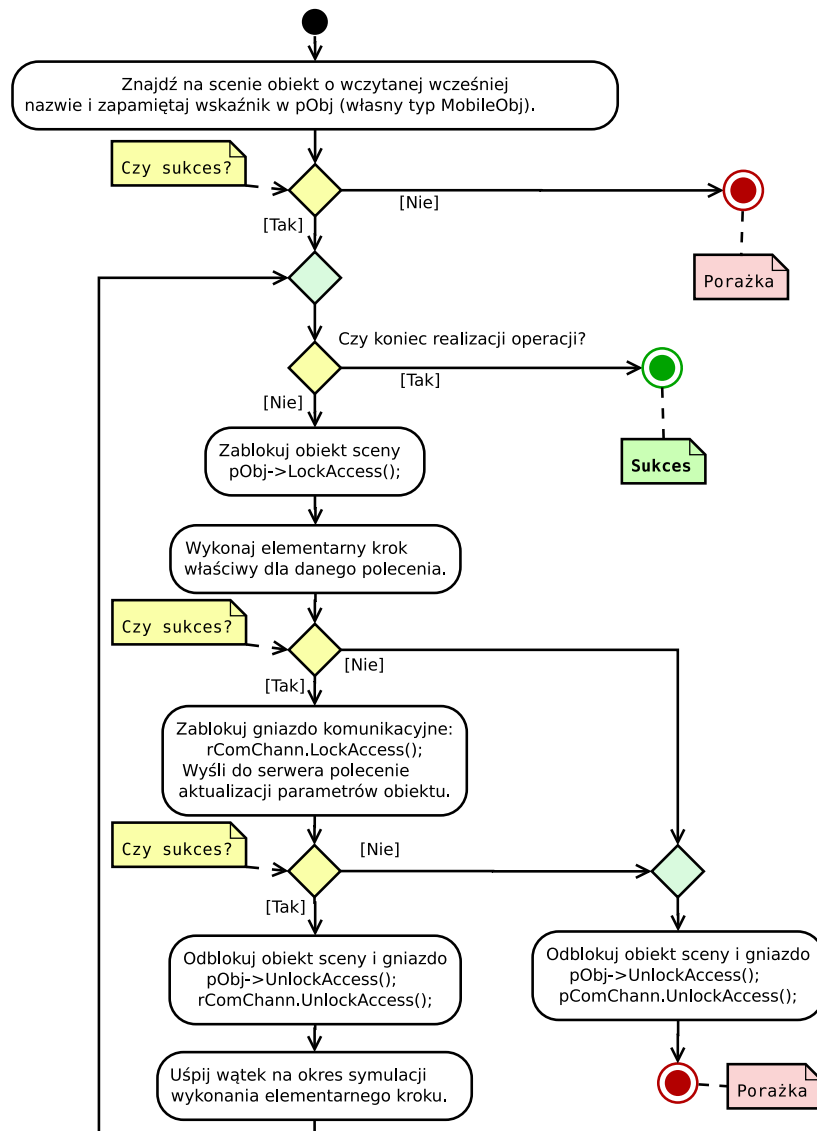 Znajdź na scenie obiekt o wczytanej wcześniej
nazwie i zapamiętaj wskaźnik w pObj (własny typ MobileObj).
Czy sukces?
[Nie]
[Tak]
Porażka
Czy koniec realizacji operacji?
[Tak]
[Nie]
Sukces
Zablokuj obiekt sceny
pObj->LockAccess();
Wykonaj elementarny krok
właściwy dla danego polecenia.
Czy sukces?
[Nie]
[Tak]
Zablokuj gniazdo komunikacyjne:
rComChann.LockAccess();
Wyśli do serwera polecenie
aktualizacji parametrów obiektu.
Czy sukces?
[Nie]
[Tak]
Odblokuj obiekt sceny i gniazdo
pObj->UnlockAccess();
rComChann.UnlockAccess();
Odblokuj obiekt sceny i gniazdo
pObj->UnlockAccess();
pComChann.UnlockAccess();
Uśpij wątek na okres symulacji
wykonania elementarnego kroku.
Porażka